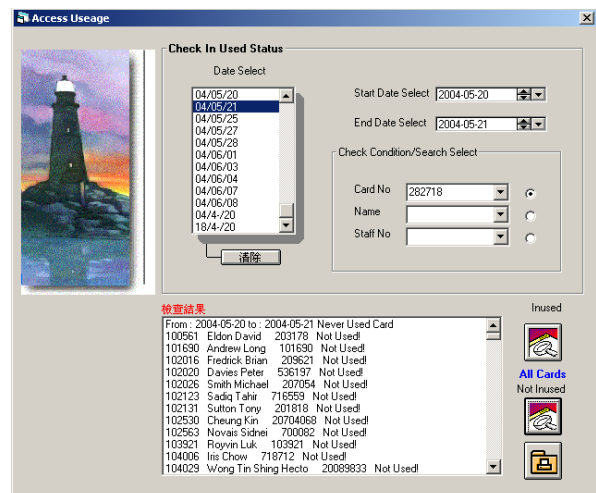 Access Useage
Check In Used Status
Date Select
04/05/20
04/05/21
04/05/25
04/05/27
04/05/28
04/06/01
04/06/03
04/06/04
04/06/07
04/06/08
04/4-/20
18/4-/20
清除
Start Date Select 2004-05-20
End Date Select 2004-05-21
Check Condition/Search Select
Card No 282718
Name
Staff No
檢查結果
From : 2004-05-20 to : 2004-05-21 Never Used Card
100561 Eldon David 203178 Not Used!
101690 Andrew Long 101690 Not Used!
102016 Fredrick Brian 209621 Not Used!
102020 Davies Peter 536197 Not Used!
102026 Smith Michael 207054 Not Used!
102123 Sadiq Tahir 716559 Not Used!
102131 Sutton Tony 201818 Not Used!
102530 Cheung Kin 20704068 Not Used!
102563 Novais Sidnei 700082 Not Used!
103921 Royvin Luk 103921 Not Used!
104006 Iris Chow 718712 Not Used!
104029 Wong Tin Shing Hecto 20089833 Not Used!
Inused
All Cards
Not Inused